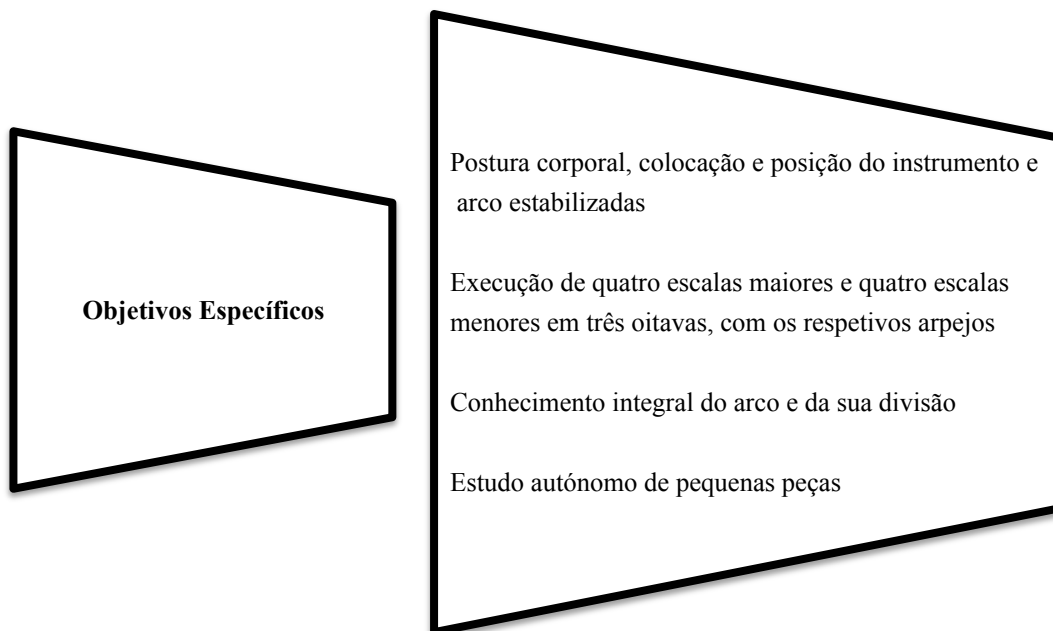 Objetivos Específicos
Postura corporal, colocação e posição do instrumento e
arco estabilizadas
Execução de quatro escalas maiores e quatro escalas
menores em três oitavas, com os respetivos arpejos
Conhecimento integral do arco e da sua divisão
Estudo autónomo de pequenas peças